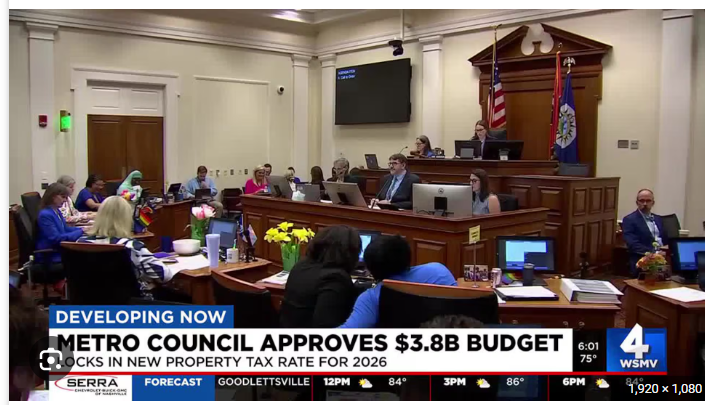 DEVELOPING NOW
METRO COUNCIL APPROVES $3.8B BUDGET
LOCKS IN NEW PROPERTY TAX RATE FOR 2026
6:01
75°
4
WSMV
SERRA
FORECAST
GOODLETTSVILLE
12PM
84°
3PM
86°
6PM
84°
1,920 × 1,080